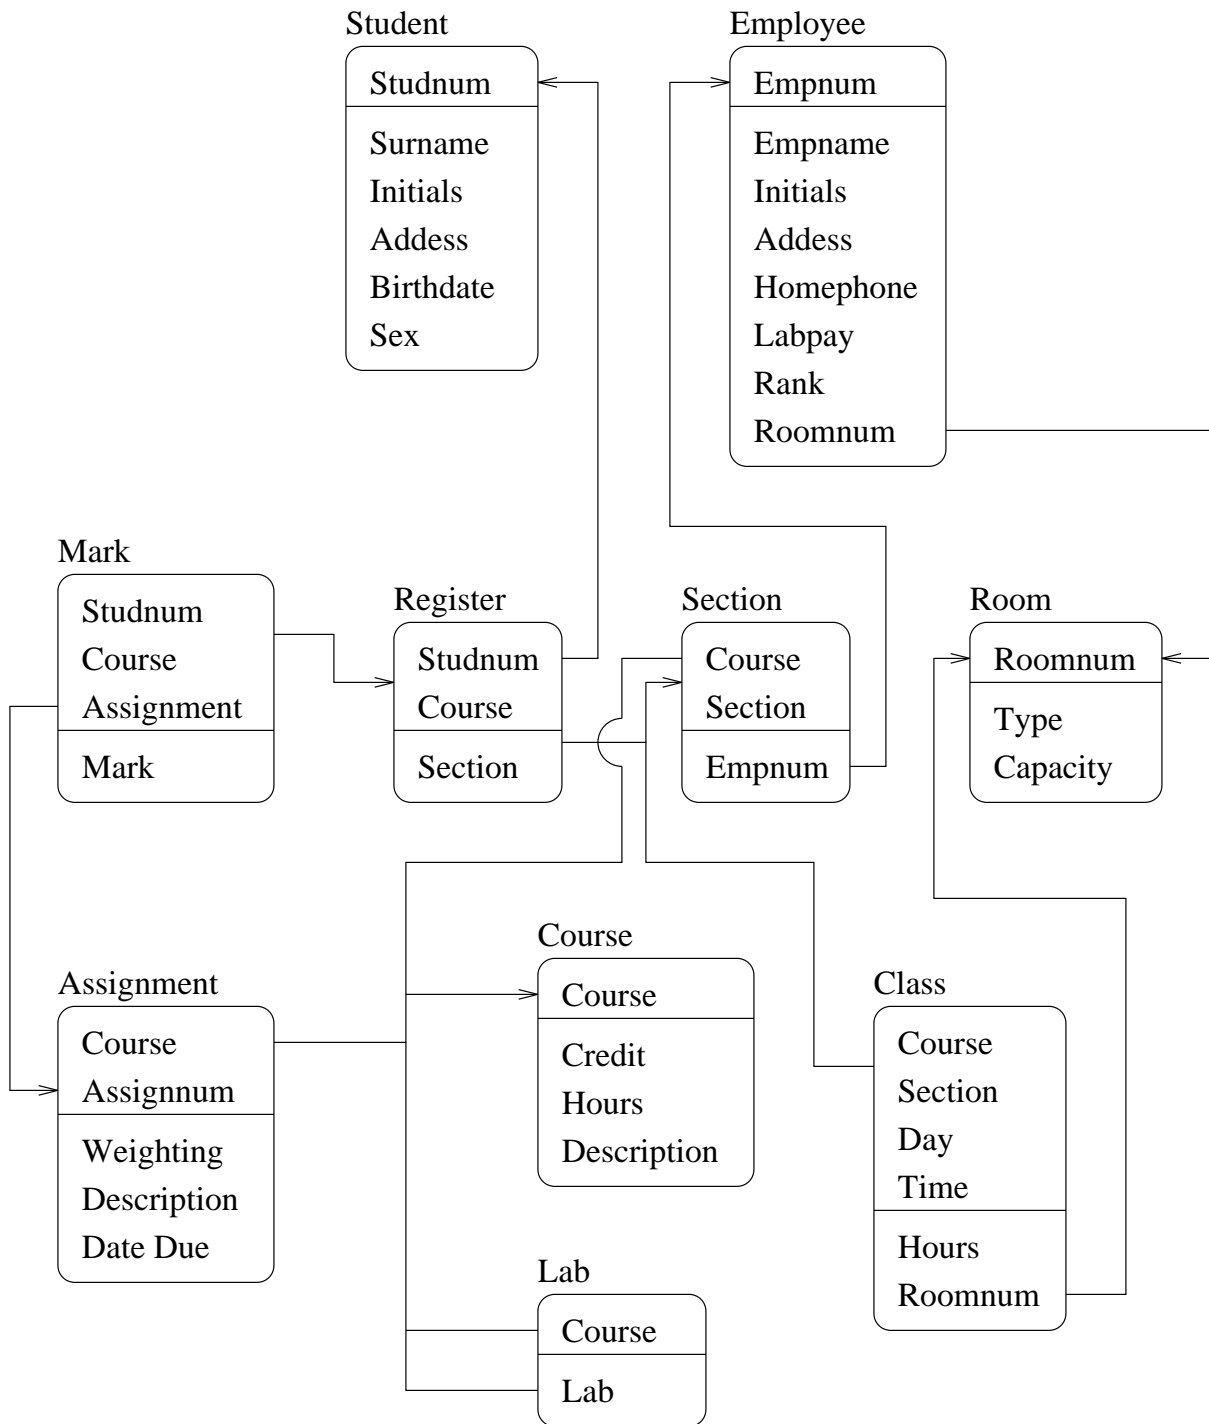 Student
Studnum
Surname
Initials
Addess
Birthdate
Sex
Employee
Empnum
Empname
Initials
Addess
Homephone
Labpay
Rank
Roomnum
Mark
Studnum
Course
Assignment
Mark
Register
Studnum
Course
Section
Section
Course
Section
Empnum
Room
Roomnum
Type
Capacity
Assignment
Course
Assignnum
Weighting
Description
Date Due
Course
Course
Credit
Hours
Description
Class
Course
Section
Day
Time
Hours
Roomnum
Lab
Course
Lab